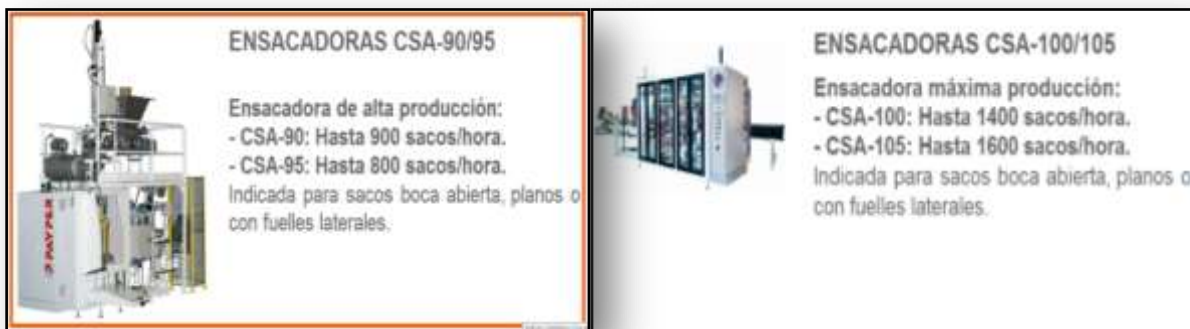 ENSACADORAS CSA-90/95
Ensacadora de alta producción:
- CSA-90: Hasta 900 sacos/hora.
- CSA-95: Hasta 800 sacos/hora.
Indicada para sacos boca abierta, planos o
con fuelles laterales.
PAYPER
ENSACADORAS CSA-100/105
Ensacadora máxima producción:
- CSA-100: Hasta 1400 sacos/hora.
- CSA-105: Hasta 1600 sacos/hora.
Indicada para sacos boca abierta, planos o
con fuelles laterales.